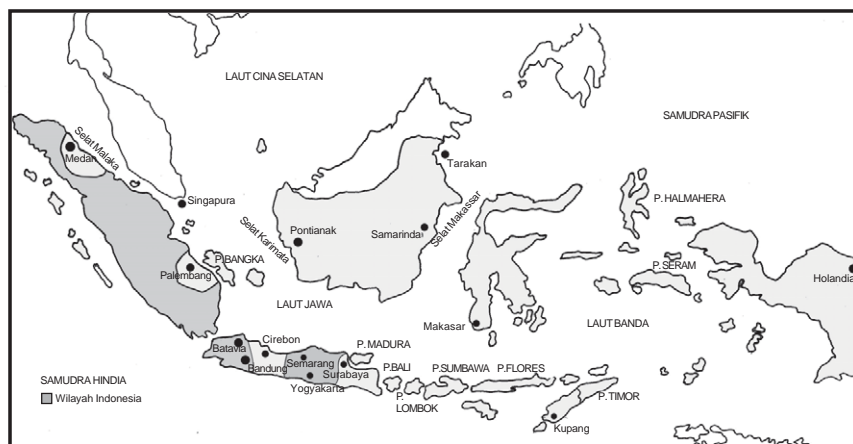 LAUT CINA SELATAN
SAMUDRA PASIFIK
Selat Malaka
Medan
Tarakan
Singapura
P. HALMAHERA
Selat Karimata
Pontianak
Samarinda
Selat Makassar
P.BANGKA
Palembang
P. SERAM
Holandia
LAUT JAWA
Makasar
LAUT BANDA
Cirebon
P. MADURA
Batavia
Semarang
Bandung
Surabaya
P.BALI
P.SUMBAWA
P.FLORES
Yogyakarta
P.
LOMBOK
P. TIMOR
Kupang
SAMUDRA HINDIA
Wilayah Indonesia